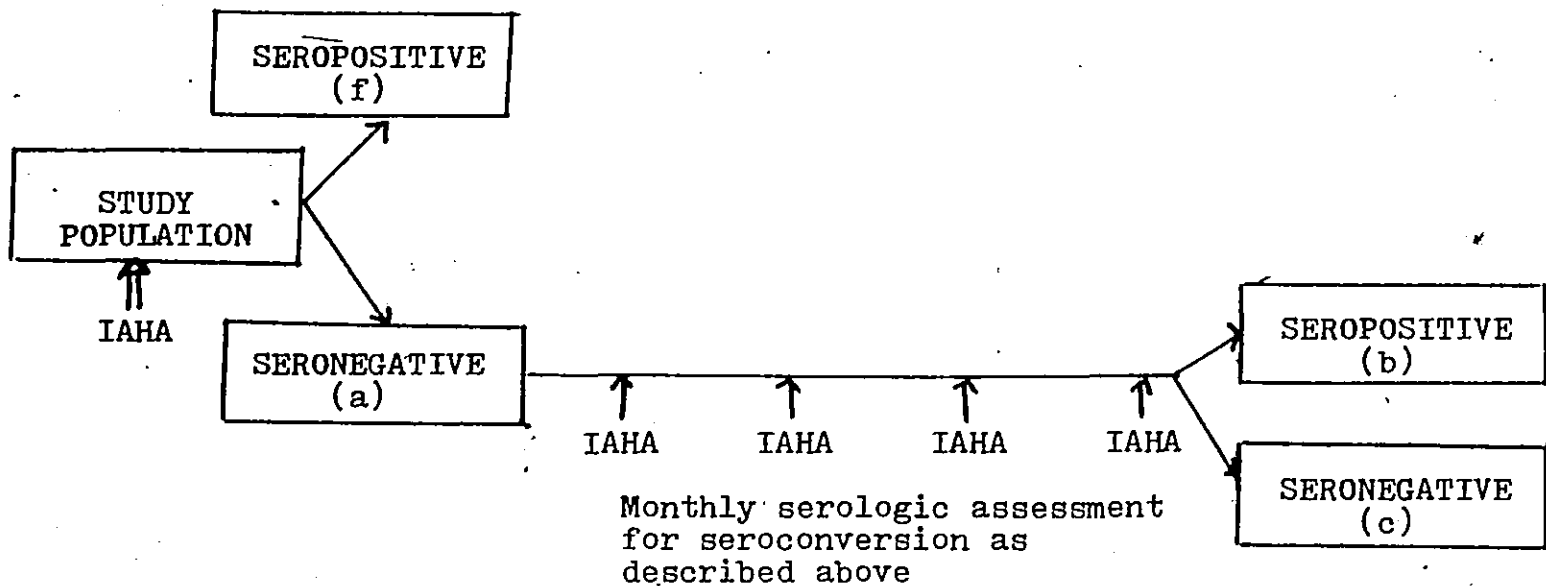 SEROPOSITIVE
(f)
STUDY
POPULATION
IAHA
SERONEGATIVE
(a)
IAHA IAHA IAHA IAHA
Monthly serologic assessment
for seroconversion as
described above
SEROPOSITIVE
(b)
SERONEGATIVE
(c)